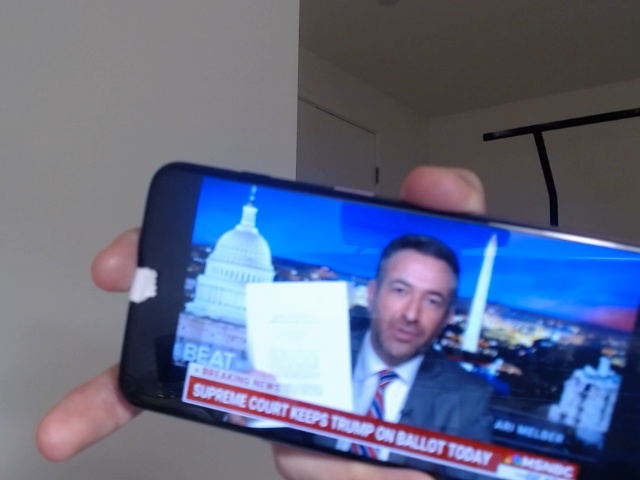 BEAT
BREAKING NEWS
SUPREME COURT KEEPS TRUMP ON BALLOT TODAY
ARI MELBER
MSNBC